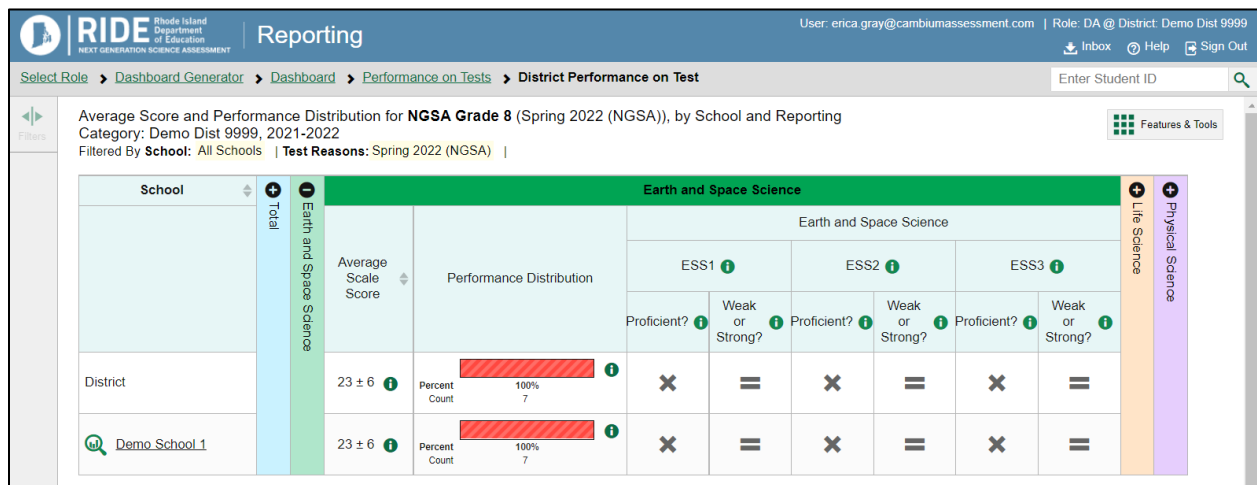 RIDE Rhode Island Department of Education
NEXT GENERATION SCIENCE ASSESSMENT
Reporting
User: erica.gray@cambiumassessment.com | Role: DA @ District: Demo Dist 9999
Inbox Help Sign Out
Select Role > Dashboard Generator > Dashboard > Performance on Tests > District Performance on Test
Enter Student ID
Filters
Average Score and Performance Distribution for NGSA Grade 8 (Spring 2022 (NGSA)), by School and Reporting
Category: Demo Dist 9999, 2021-2022
Filtered By School: All Schools | Test Reasons: Spring 2022 (NGSA) |
Features & Tools
School
Total
Earth and Space Science
Earth and Space Science
Life Science
Physical Science
Average
Scale
Score
Performance Distribution
Earth and Space Science
ESS1 ESS2 ESS3
Proficient? Weak or Strong? Proficient? Weak or Strong? Proficient? Weak or Strong?
District 23 ± 6
Percent 100%
Count 7
Demo School 1 23 ± 6
Percent 100%
Count 7